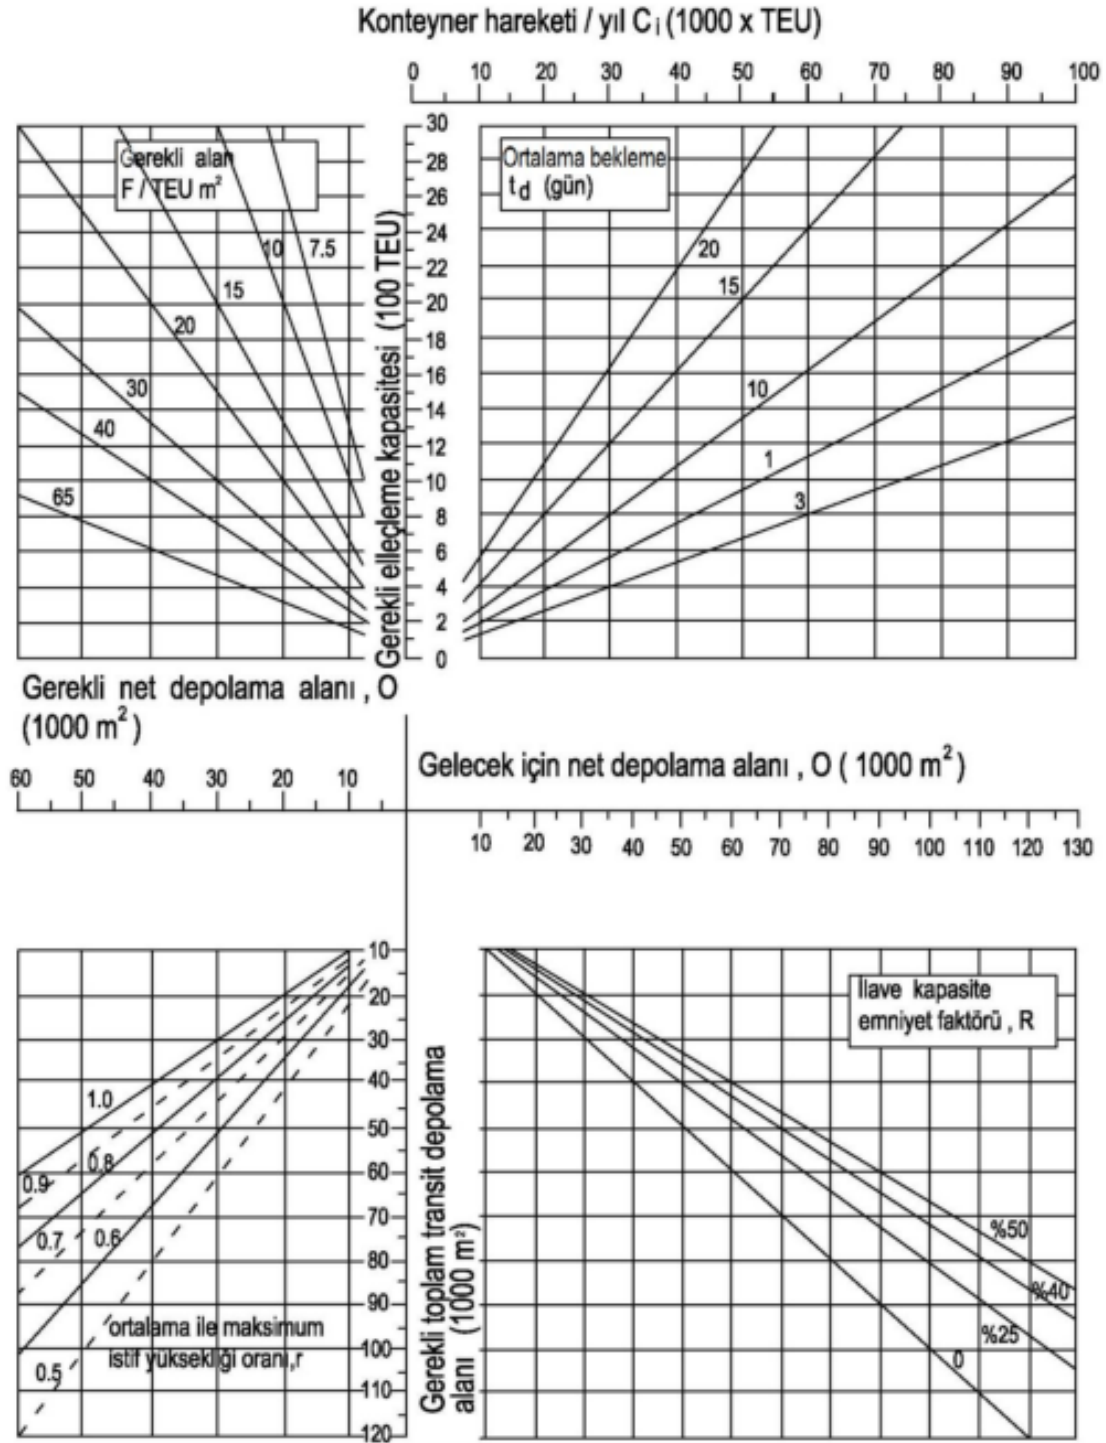 Konteyner hareketi / yıl C i (1000 x TEU)
0 10 20 30 40 50 60 70 80 90 100
Gerekli alan
F / TEU m²
10 7.5
15
20
30
40
65
Gerekli elleçleme kapasitesi (100 TEU)
30
28
26
24
22
20
18
16
14
12
10
8
6
4
2
0
Ortalama bekleme
t d (gün)
20
15
10
1
3
Gerekli net depolama alanı , O
(1000 m²)
60 50 40 30 20 10
Gelecek için net depolama alanı , O ( 1000 m²)
10 20 30 40 50 60 70 80 90 100 110 120 130
1.0
0.9 0.8
0.7 0.6
0.5
ortalama ile maksimum
istif yüksekliği oranı,r
10
20
30
40
50
60
70
80
90
100
110
120
Gerekli toplam transit depolama
alanı (1000 m²)
İlave kapasite
emniyet faktörü , R
%50
%40
%25
0